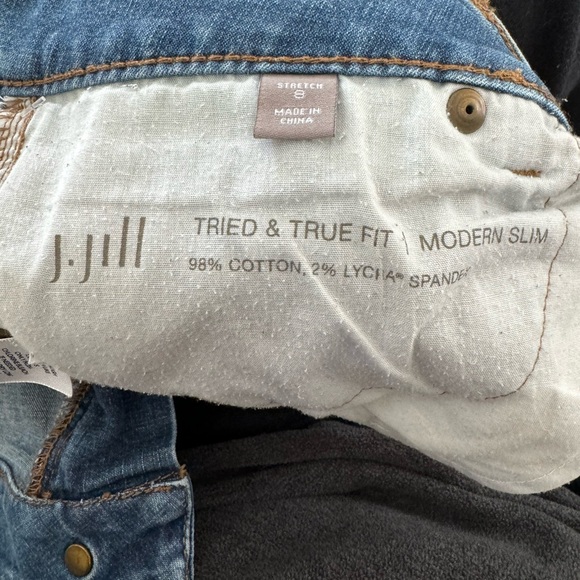 STRETCH
8
MADE IN
CHINA
J.Jill
TRIED & TRUE FIT | MODERN SLIM
98% COTTON, 2% LYCRA® SPANDEX